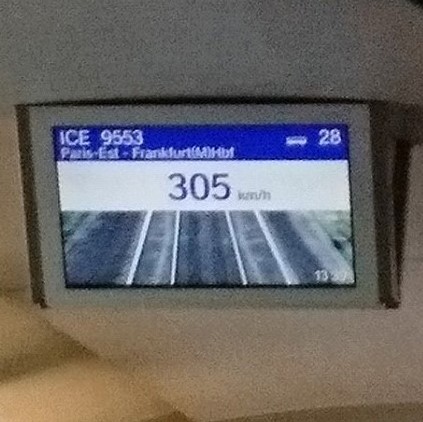 ICE 9553 28
Paris-Est - Frankfurt(M)Hbf
305 km/h